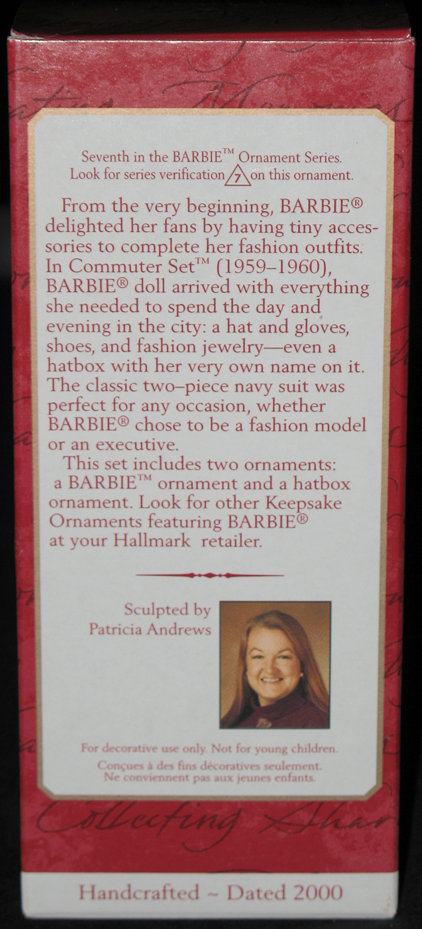 Memories
Seventh in the BARBIE™ Ornament Series.
Look for series verification 7 on this ornament.
From the very beginning, BARBIE®
delighted her fans by having tiny acces-
sories to complete her fashion outfits.
In Commuter Set™ (1959–1960),
BARBIE® doll arrived with everything
she needed to spend the day and
evening in the city: a hat and gloves,
shoes, and fashion jewelry—even a
hatbox with her very own name on it.
The classic two–piece navy suit was
perfect for any occasion, whether
BARBIE® chose to be a fashion model
or an executive.
This set includes two ornaments:
a BARBIE™ ornament and a hatbox
ornament. Look for other Keepsake
Ornaments featuring BARBIE®
at your Hallmark retailer.
Sculpted by
Patricia Andrews
For decorative use only. Not for young children.
Conçues à des fins décoratives seulement.
Ne conviennent pas aux jeunes enfants.
Collecting
Handcrafted ~ Dated 2000